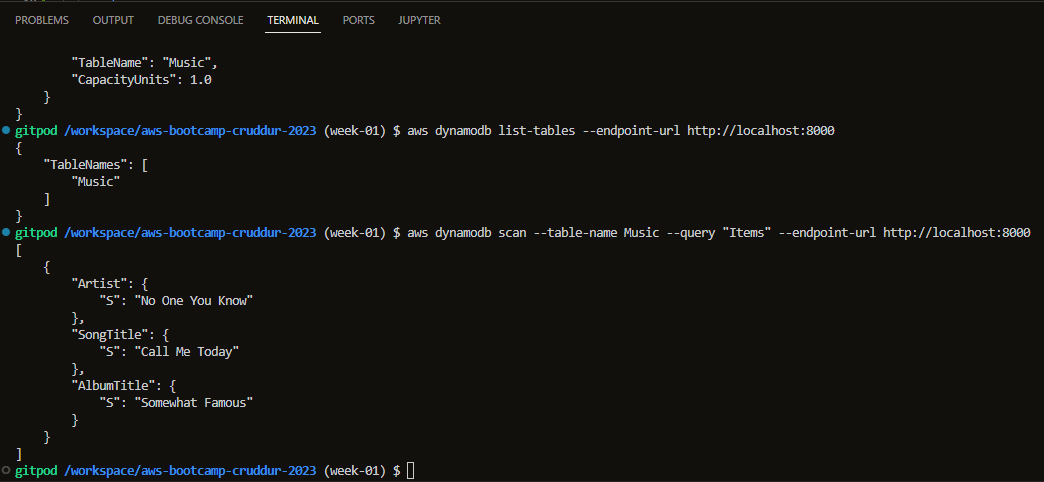 PROBLEMS OUTPUT DEBUG CONSOLE TERMINAL PORTS JUPYTER
"TableName": "Music",
"CapacityUnits": 1.0
}
}
gitpod /workspace/aws-bootcamp-cruddur-2023 (week-01) $ aws dynamodb list-tables --endpoint-url http://localhost:8000
{
"TableNames": [
"Music"
]
}
gitpod /workspace/aws-bootcamp-cruddur-2023 (week-01) $ aws dynamodb scan --table-name Music --query "Items" --endpoint-url http://localhost:8000
[
{
"Artist": {
"S": "No One You Know"
},
"SongTitle": {
"S": "Call Me Today"
},
"AlbumTitle": {
"S": "Somewhat Famous"
}
}
]
gitpod /workspace/aws-bootcamp-cruddur-2023 (week-01) $